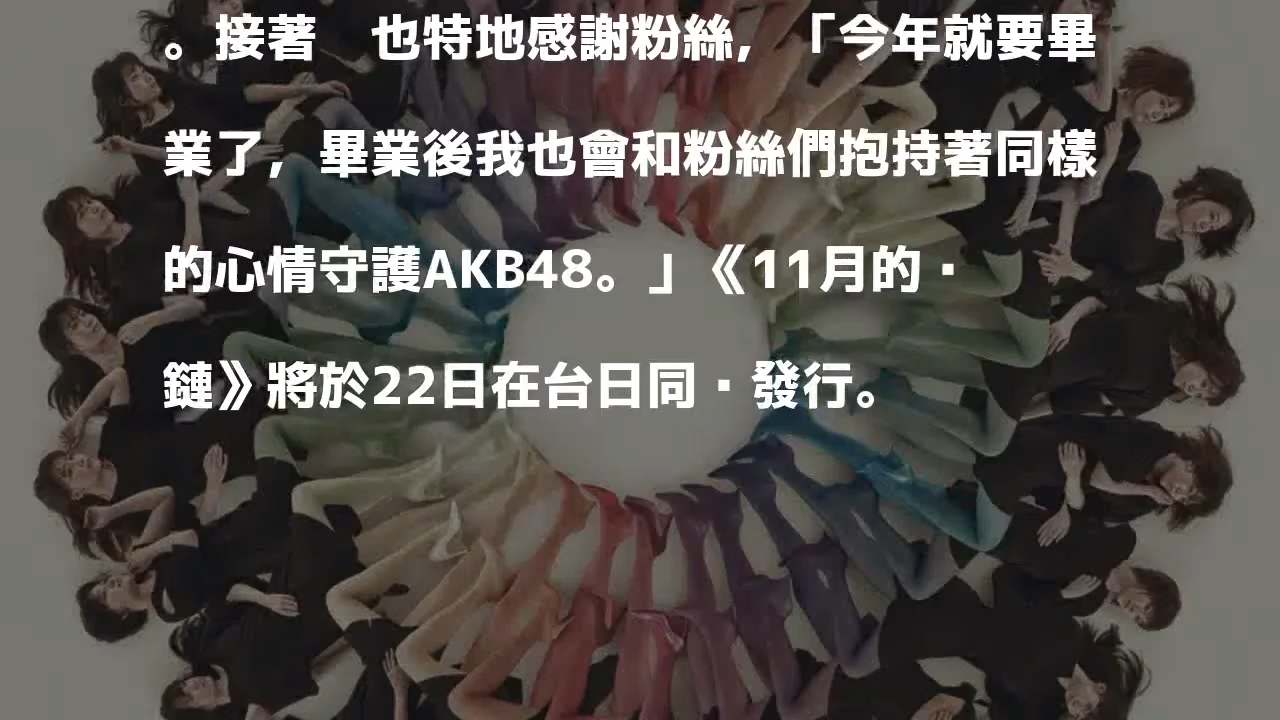 。接著　也特地感謝粉絲，「今年就要畢
業了，畢業後我也會和粉絲們抱持著同樣
的心情守護AKB48。」《11月的・
鏈》將於22日在台日同・發行。